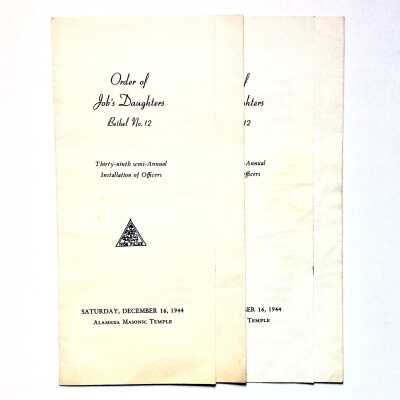 Order of
Job's Daughters
Bethel No. 12
Thirty-ninth semi-Annual
Installation of Officers
SATURDAY, DECEMBER 16, 1944
ALAMEDA MASONIC TEMPLE
f
ghters
12
Annual
fficers
ER 16, 1944
TEMPLE